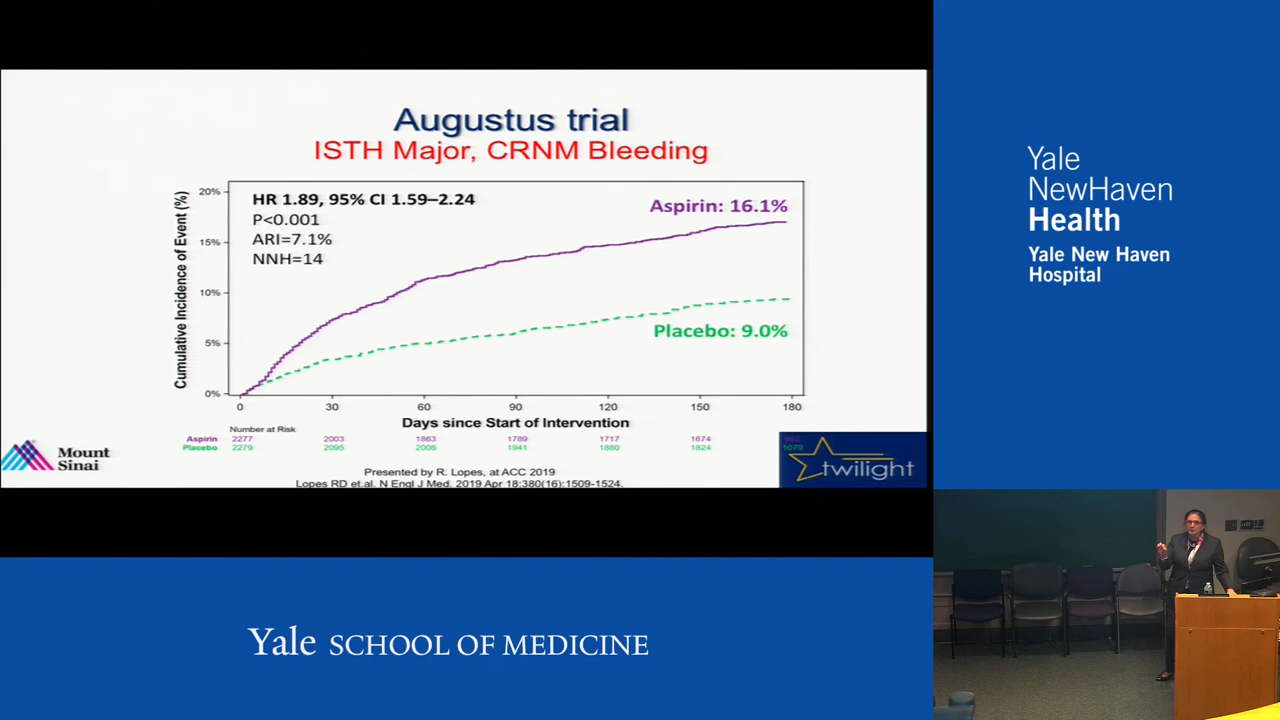 Augustus trial
ISTH Major, CRNM Bleeding
Cumulative Incidence of Event (%)
20%
15%
10%
5%
0%
HR 1.89, 95% CI 1.59–2.24
P<0.001
ARI=7.1%
NNH=14
Aspirin: 16.1%
Placebo: 9.0%
0 30 60 90 120 150 180
Days since Start of Intervention
Number at Risk
Aspirin 2277 2003 1863 1789 1717 1674
Placebo 2279 2095 2006 1941 1880 1824 1079
Mount
Sinai
Presented by R. Lopes, at ACC 2019
Lopes RD et.al. N Engl J Med. 2019 Apr 18;380(16):1509-1524.
twilight
Yale
NewHaven
Health
Yale New Haven
Hospital
Yale SCHOOL OF MEDICINE